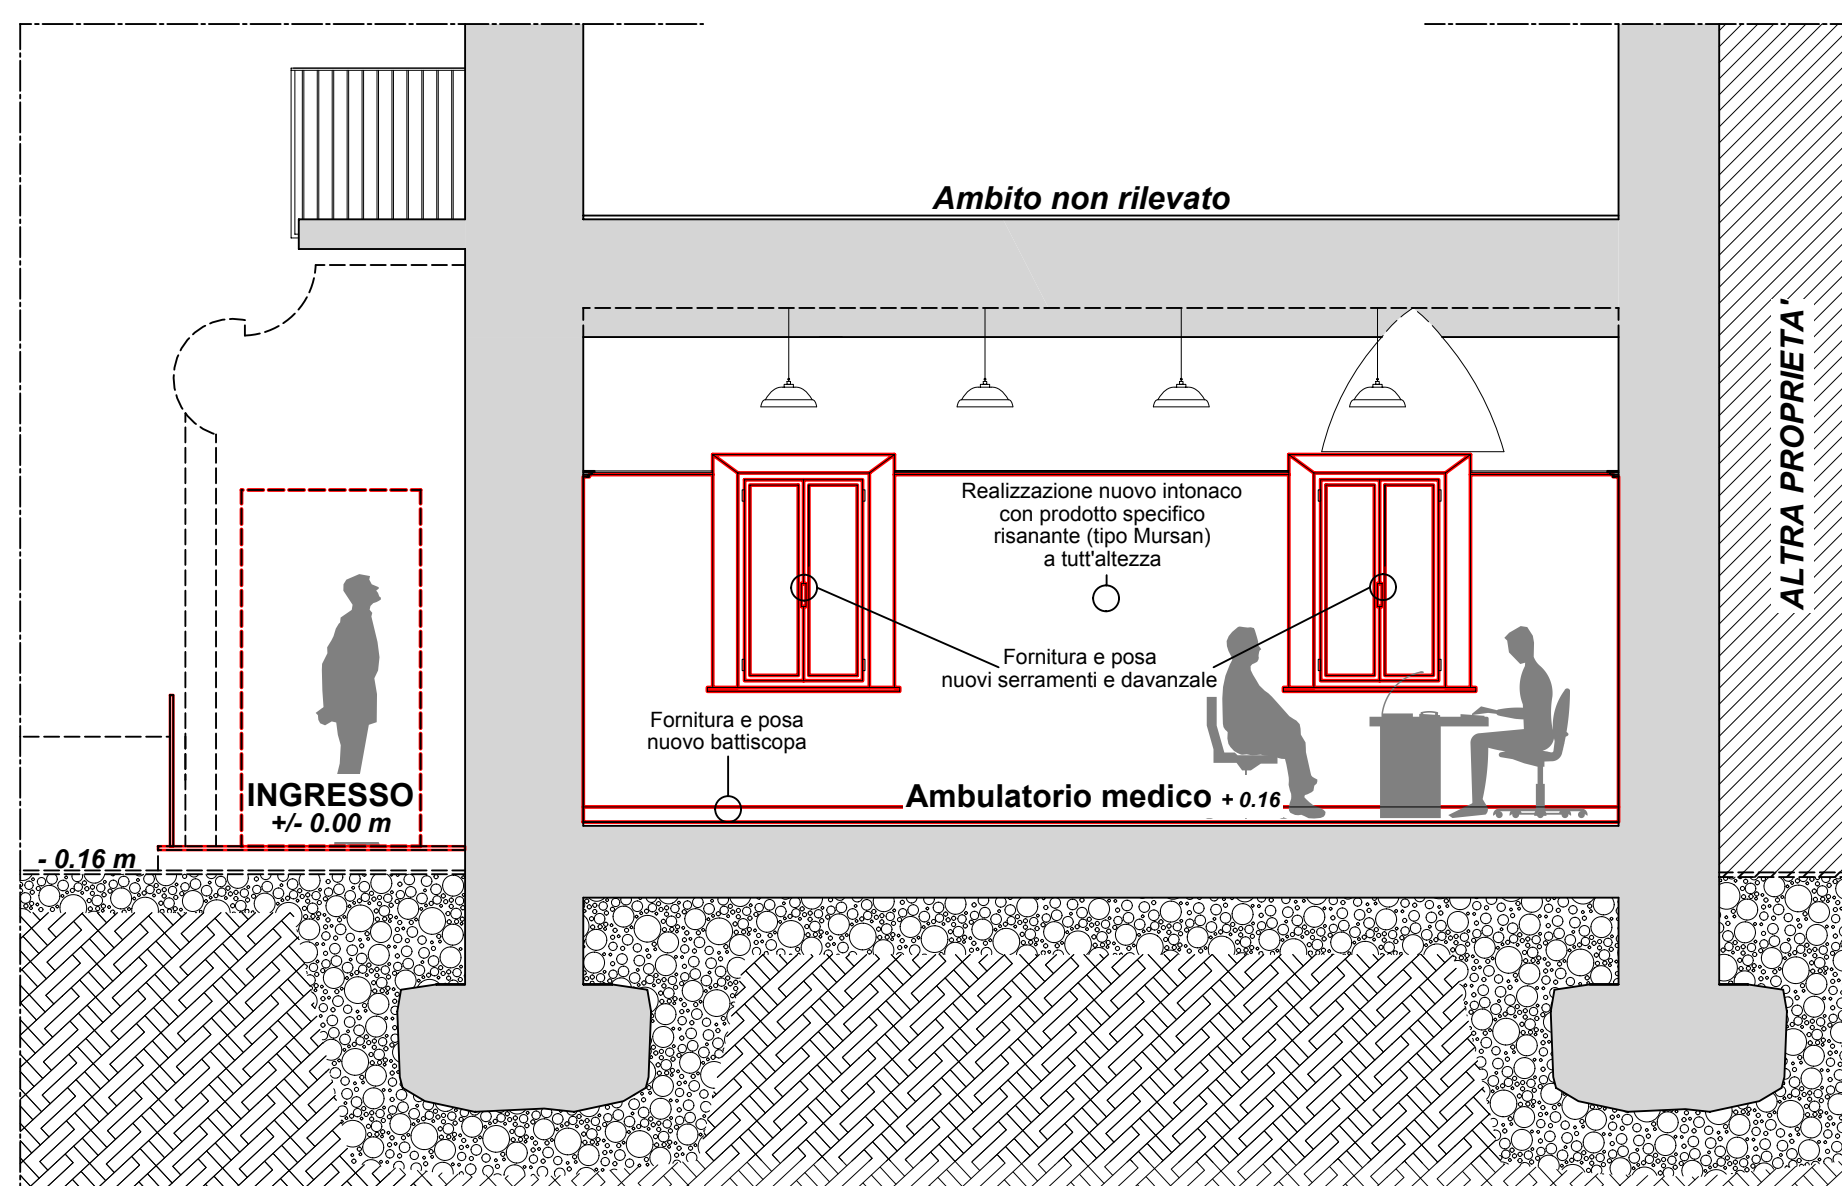 Ambito non rilevato
ALTRA PROPRIETA'
Realizzazione nuovo intonaco
con prodotto specifico
risanante (tipo Mursan)
a tutt'altezza
Fornitura e posa
nuovi serramenti e davanzale
Fornitura e posa
nuovo battiscopa
INGRESSO
+/- 0.00 m
Ambulatorio medico + 0.16
- 0.16 m